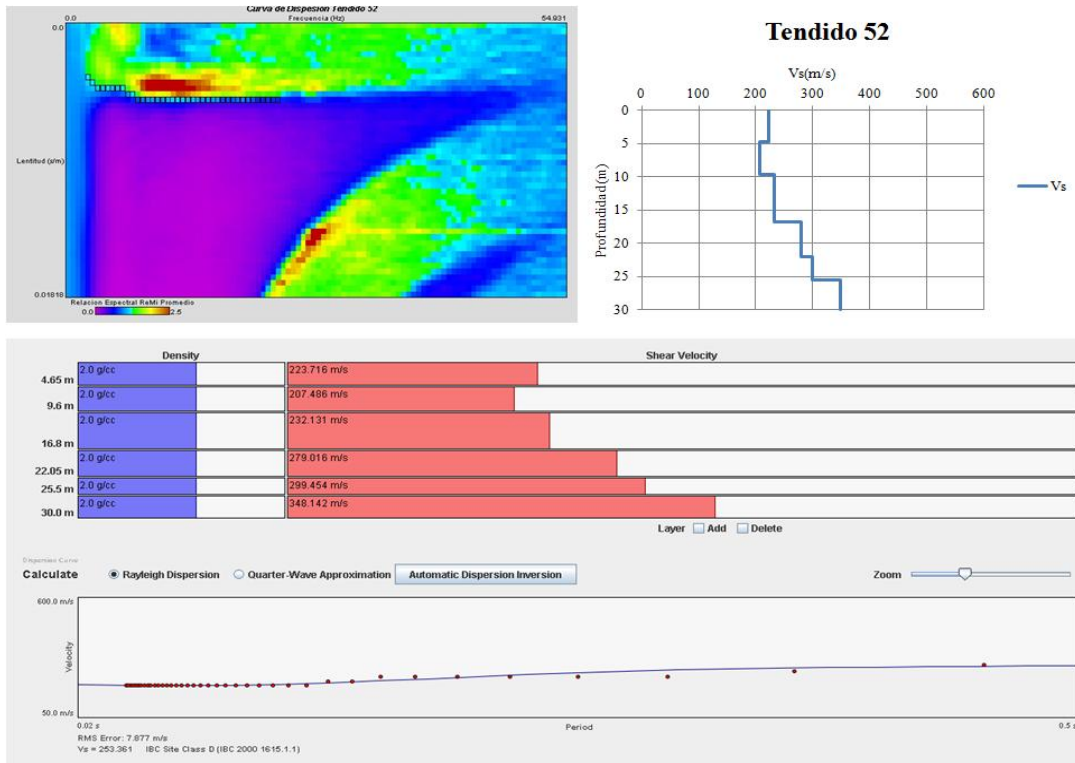 Curva de Dispesión Tendido 52
0.0 Frecuencia (Hz) 54.931
0.0
Lentitud (s/m)
0.01818
Relacion Espectral ReMi Promedio
0.0 2.5
Tendido 52
Vs(m/s)
0 100 200 300 400 500 600
0
5
10
15
20
25
30
Profundidad(m)
Vs
Density Shear Velocity
2.0 g/cc 223.716 m/s
4.65 m
2.0 g/cc 207.486 m/s
9.6 m
2.0 g/cc 232.131 m/s
16.8 m
2.0 g/cc 279.016 m/s
22.05 m
2.0 g/cc 299.454 m/s
25.5 m
2.0 g/cc 348.142 m/s
30.0 m
Layer Add Delete
Dispersion Curve
Calculate Rayleigh Dispersion Quarter-Wave Approximation Automatic Dispersion Inversion Zoom
600.0 m/s
Velocity
50.0 m/s
0.02 s Period 0.5 s
RMS Error: 7.877 m/s
Vs = 253.361 IBC Site Class D (IBC 2000 1615.1.1)